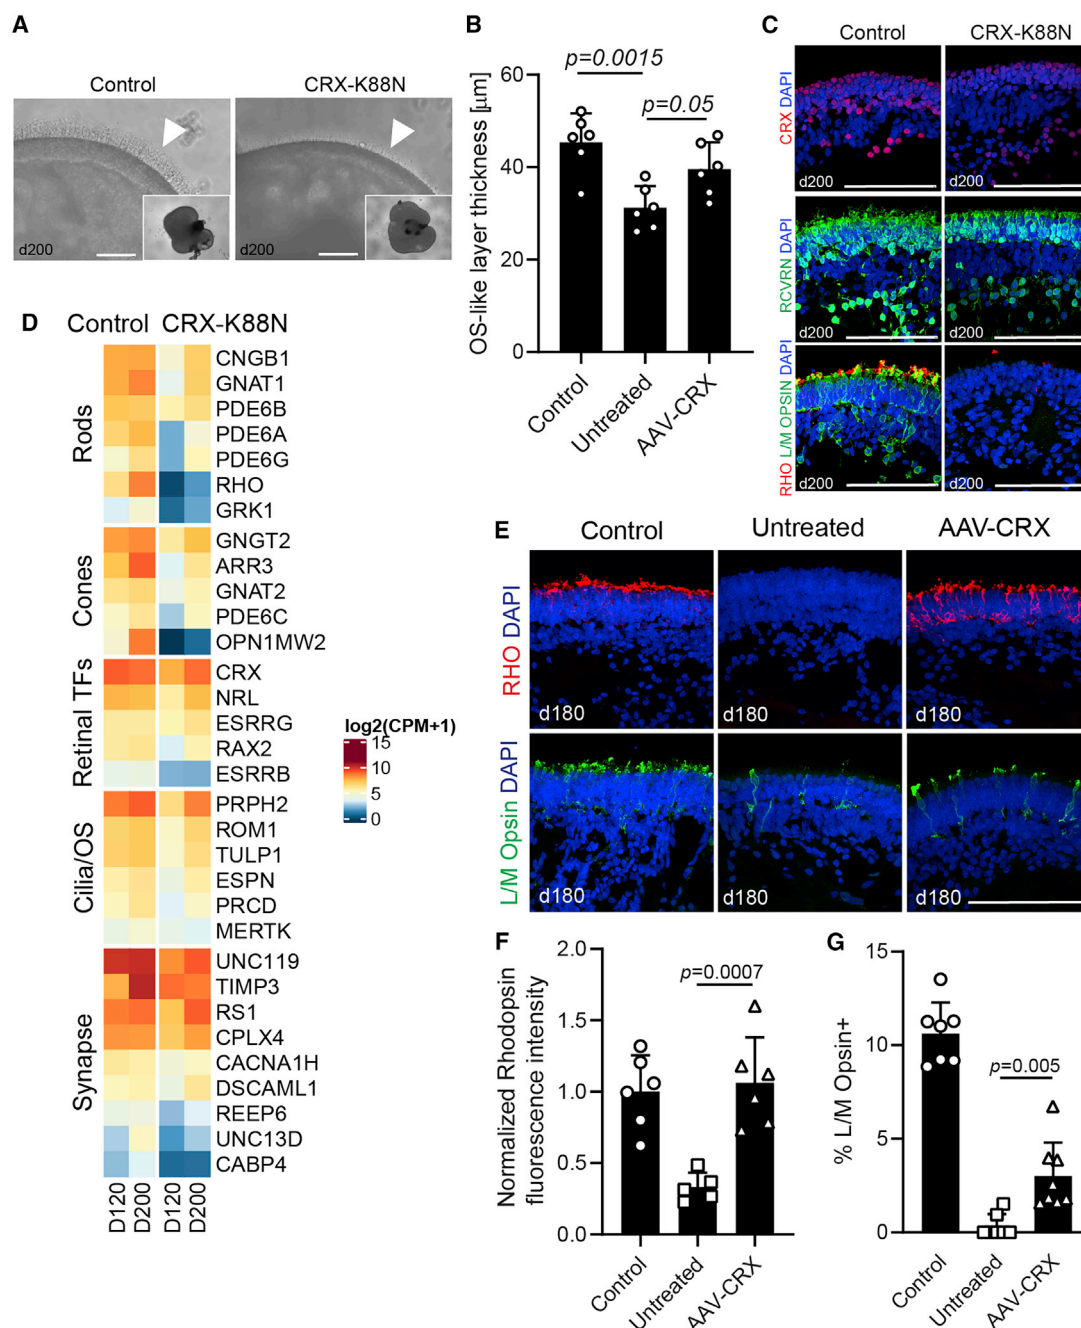 A
Control
CRX-K88N
d200
B
p=0.0015
p=0.05
OS-like layer thickness [µm]
60
40
20
0
Control
Untreated
AAV-CRX
C
Control
CRX-K88N
CRX DAPI
d200
d200
RCVRN DAPI
d200
d200
RHO L/M OPSIN DAPI
d200
d200
D
Control CRX-K88N
Rods
CNGB1
GNAT1
PDE6B
PDE6A
PDE6G
RHO
GRK1
Cones
GNGT2
ARR3
GNAT2
PDE6C
OPN1MW2
Retinal TFs
CRX
NRL
ESRRG
RAX2
ESRRB
Cilia/OS
PRPH2
ROM1
TULP1
ESPN
PRCD
MERTK
Synapse
UNC119
TIMP3
RS1
CPLX4
CACNA1H
DSCAML1
REEP6
UNC13D
CABP4
D120
D200
D120
D200
log2(CPM+1)
15
10
5
0
E
Control
Untreated
AAV-CRX
RHO DAPI
d180
d180
d180
L/M Opsin DAPI
d180
d180
d180
F
p=0.0007
Normalized Rhodopsin
fluorescence intensity
2.0
1.5
1.0
0.5
0.0
Control
Untreated
AAV-CRX
G
p=0.005
% L/M Opsin+
15
10
5
0
Control
Untreated
AAV-CRX